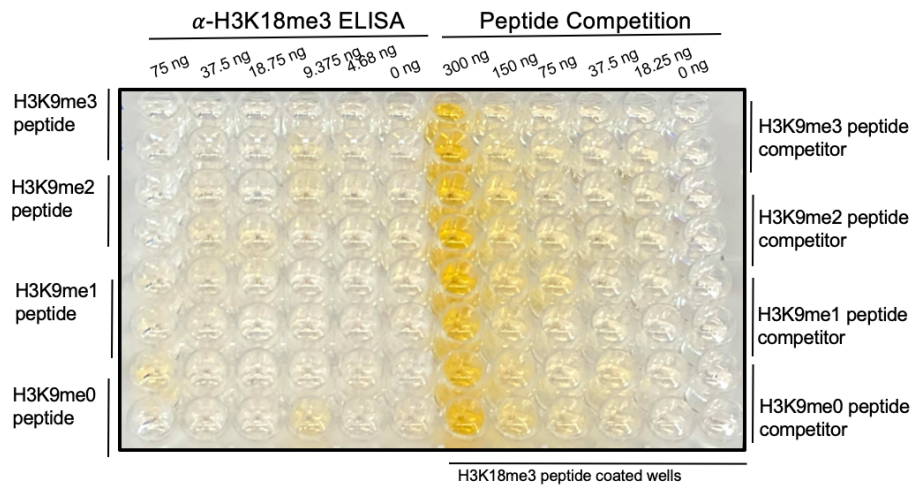 α-H3K18me3 ELISA
Peptide Competition
75 ng 37.5 ng 18.75 ng 9.375 ng 4.68 ng 0 ng
300 ng 150 ng 75 ng 37.5 ng 18.25 ng 0 ng
H3K9me3
peptide
H3K9me2
peptide
H3K9me1
peptide
H3K9me0
peptide
H3K9me3 peptide
competitor
H3K9me2 peptide
competitor
H3K9me1 peptide
competitor
H3K9me0 peptide
competitor
H3K18me3 peptide coated wells